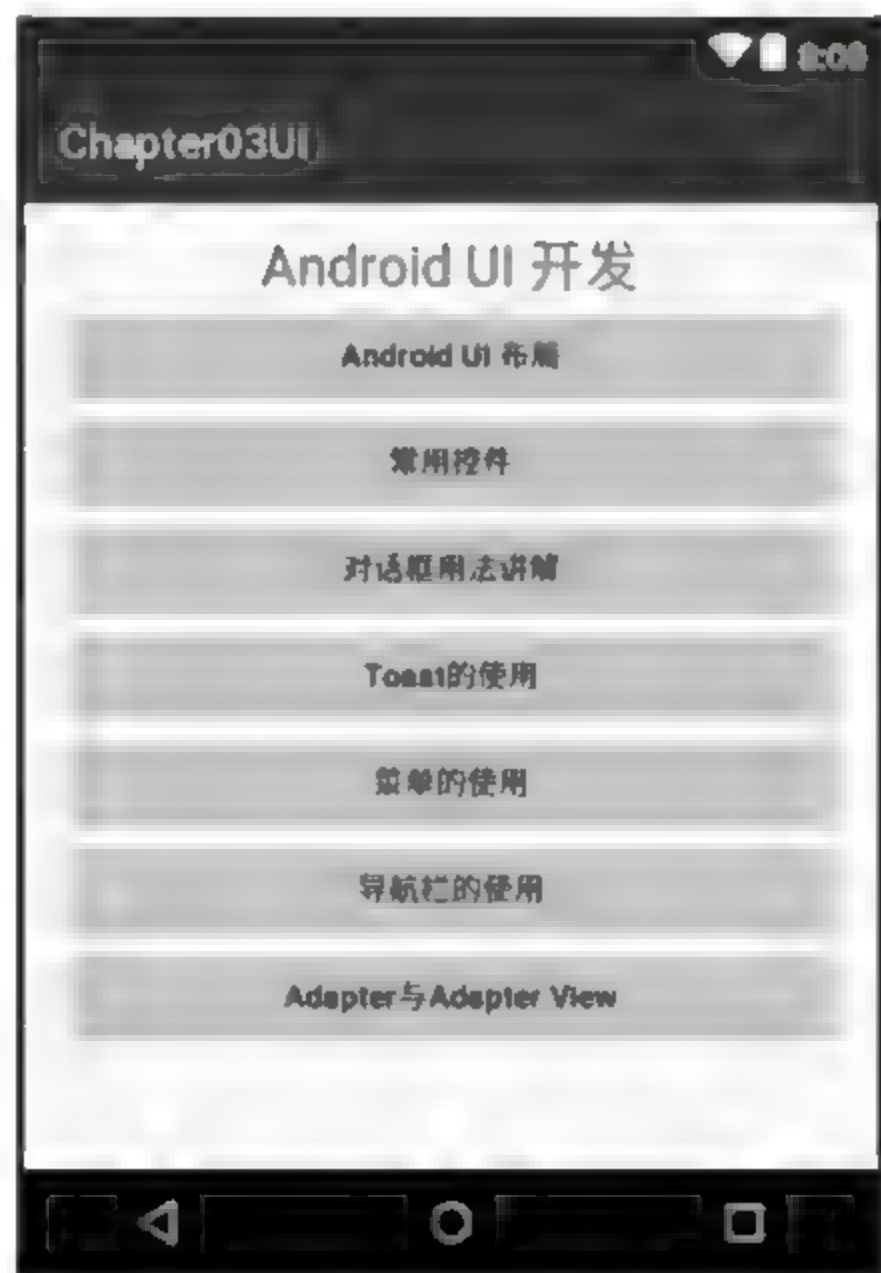 Chapter03UI
Android UI 开发
Android UI 布局
常用控件
对话框用法讲解
Toast的使用
菜单的使用
导航栏的使用
Adapter与Adapter View